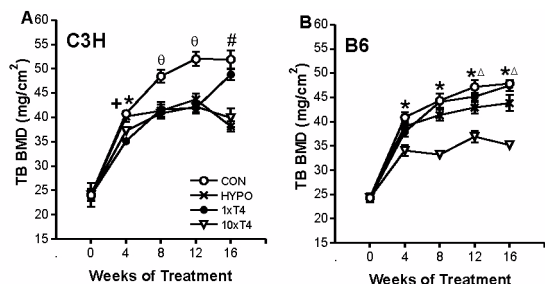 A
C3H
TB BMD (mg/cm²)
60
55
50
45
40
35
30
25
20
15
θ θ #
+ *
CON
HYPO
1xT4
10xT4
0 4 8 12 16
Weeks of Treatment
B
B6
TB BMD (mg/cm²)
60
55
50
45
40
35
30
25
20
15
* * *Δ *Δ
0 4 8 12 16
Weeks of Treatment